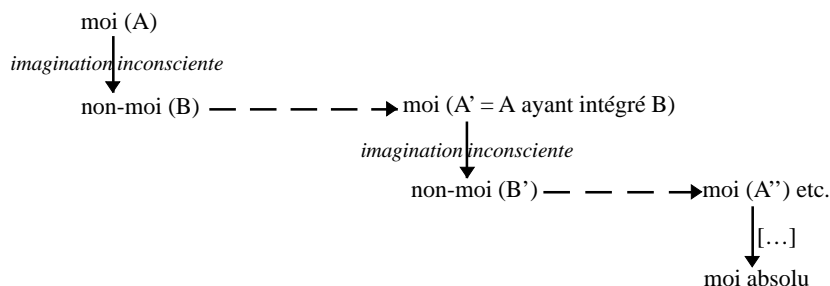 moi (A)
imagination inconsciente
non-moi (B)
moi (A' = A ayant intégré B)
imagination inconsciente
non-moi (B')
moi (A'') etc.
[…]
moi absolu